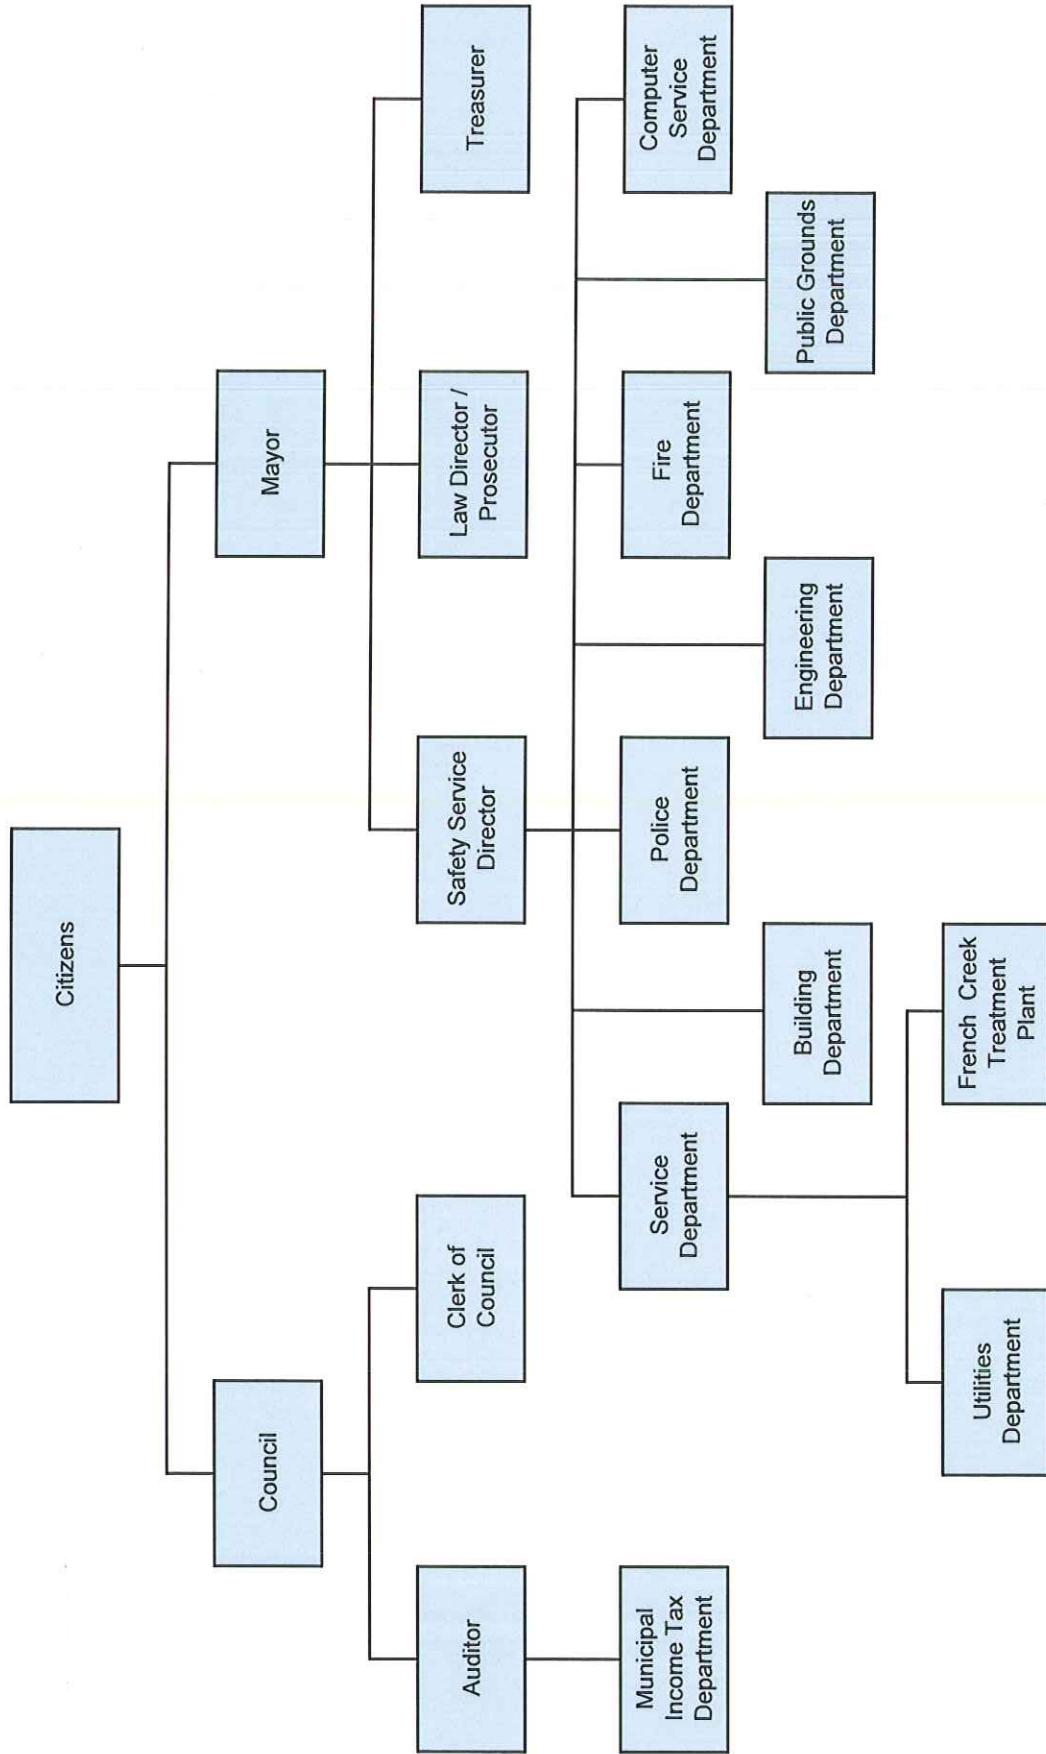 Citizens
Council
Mayor
Auditor
Clerk of
Council
Safety Service
Director
Law Director /
Prosecutor
Treasurer
Municipal
Income Tax
Department
Service
Department
Police
Department
Fire
Department
Computer
Service
Department
Building
Department
Engineering
Department
Public Grounds
Department
Utilities
Department
French Creek
Treatment
Plant